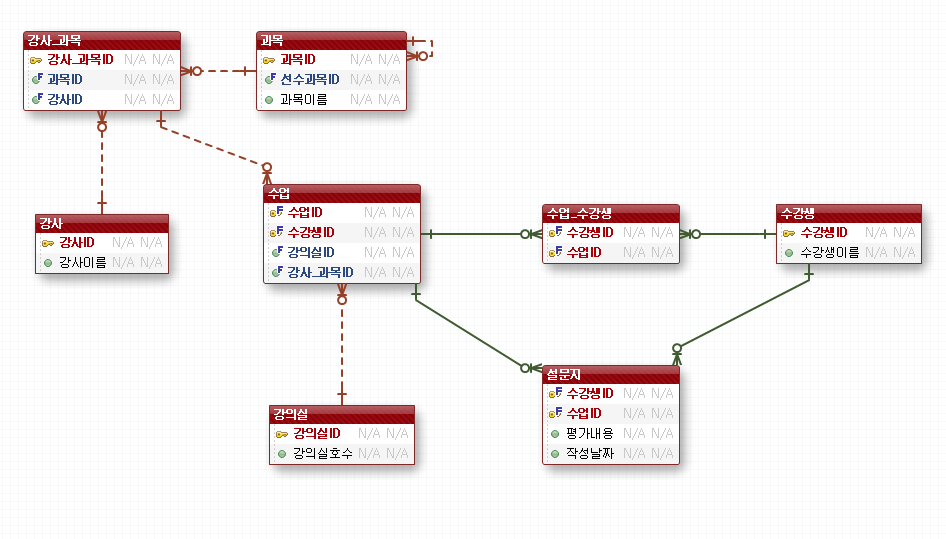 강사_과목
강사_과목ID N/A N/A
과목ID N/A N/A
강사ID N/A N/A
과목
과목ID N/A N/A
선수과목ID N/A N/A
과목이름 N/A N/A
강사
강사ID N/A N/A
강사이름 N/A N/A
수업
수업ID N/A N/A
수강생ID N/A N/A
강의실ID N/A N/A
강사_과목ID N/A N/A
수업_수강생
수강생ID N/A N/A
수업ID N/A N/A
수강생
수강생ID N/A N/A
수강생이름 N/A N/A
강의실
강의실ID N/A N/A
강의실호수 N/A N/A
설문지
수강생ID N/A N/A
수업ID N/A N/A
평가내용 N/A N/A
작성날짜 N/A N/A